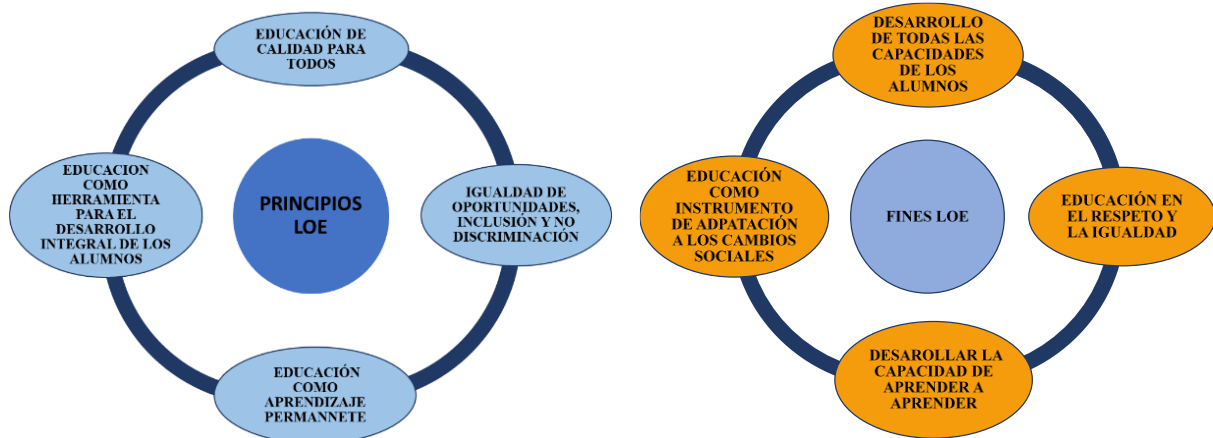 EDUCACIÓN DE
CALIDAD PARA
TODOS
EDUCACION
COMO
HERRAMIENTA
PARA EL
DESARROLLO
INTEGRAL DE LOS
ALUMNOS
PRINCIPIOS
LOE
IGUALDAD DE
OPORTUNIDADES,
INCLUSIÓN Y NO
DISCRIMINACIÓN
EDUCACIÓN
COMO
APRENDIZAJE
PERMANNETE
DESARROLLO
DE TODAS LAS
CAPACIDADES
DE LOS
ALUMNOS
EDUCACIÓN
COMO
INSTRUMENTO
DE ADPATACIÓN
A LOS CAMBIOS
SOCIALES
FINES LOE
EDUCACIÓN EN
EL RESPETO Y
LA IGUALDAD
DESAROLLAR LA
CAPACIDAD DE
APRENDER A
APRENDER